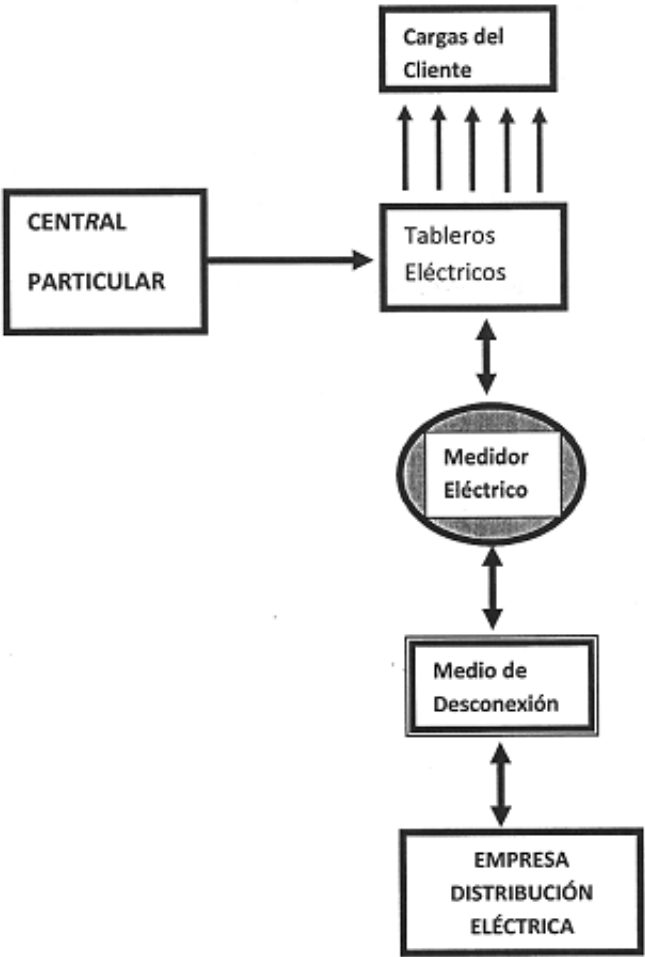 Cargas del
Cliente
CENTRAL
PARTICULAR
Tableros
Eléctricos
Medidor
Eléctrico
Medio de
Desconexión
EMPRESA
DISTRIBUCIÓN
ELÉCTRICA